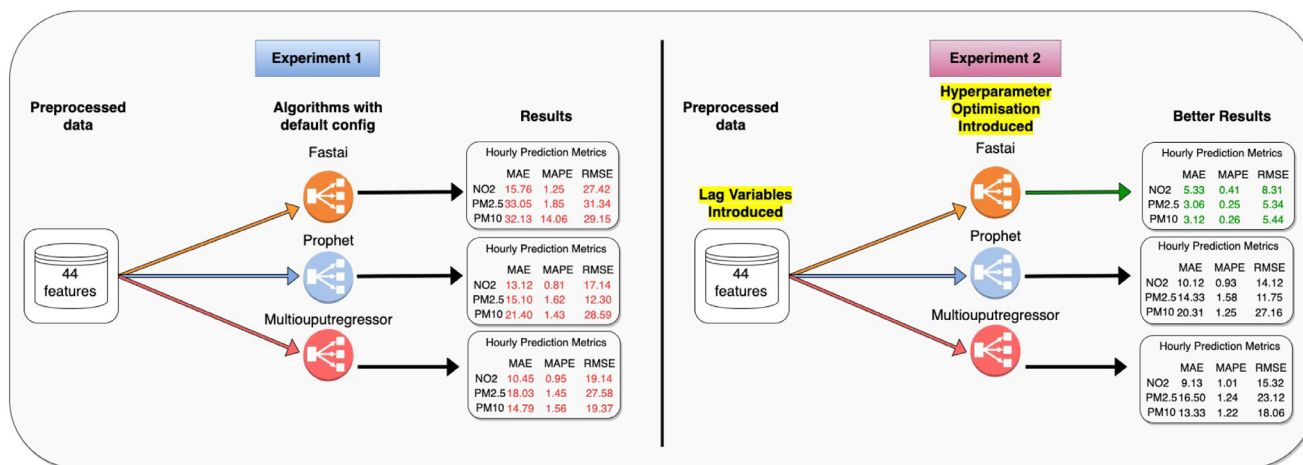 Experiment 1
Preprocessed
data
Algorithms with
default config
Results
Fastai
Hourly Prediction Metrics
MAE MAPE RMSE
NO2 15.76 1.25 27.42
PM2.5 33.05 1.85 31.34
PM10 32.13 14.06 29.15
44
features
Prophet
Hourly Prediction Metrics
MAE MAPE RMSE
NO2 13.12 0.81 17.14
PM2.5 15.10 1.62 12.30
PM10 21.40 1.43 28.59
Multiouputregressor
Hourly Prediction Metrics
MAE MAPE RMSE
NO2 10.45 0.95 19.14
PM2.5 18.03 1.45 27.58
PM10 14.79 1.56 19.37
Experiment 2
Preprocessed
data
Hyperparameter
Optimisation
Introduced
Better Results
Lag Variables
Introduced
Fastai
Hourly Prediction Metrics
MAE MAPE RMSE
NO2 5.33 0.41 8.31
PM2.5 3.06 0.25 5.34
PM10 3.12 0.26 5.44
44
features
Prophet
Hourly Prediction Metrics
MAE MAPE RMSE
NO2 10.12 0.93 14.12
PM2.5 14.33 1.58 11.75
PM10 20.31 1.25 27.16
Multiouputregressor
Hourly Prediction Metrics
MAE MAPE RMSE
NO2 9.13 1.01 15.32
PM2.5 16.50 1.24 23.12
PM10 13.33 1.22 18.06